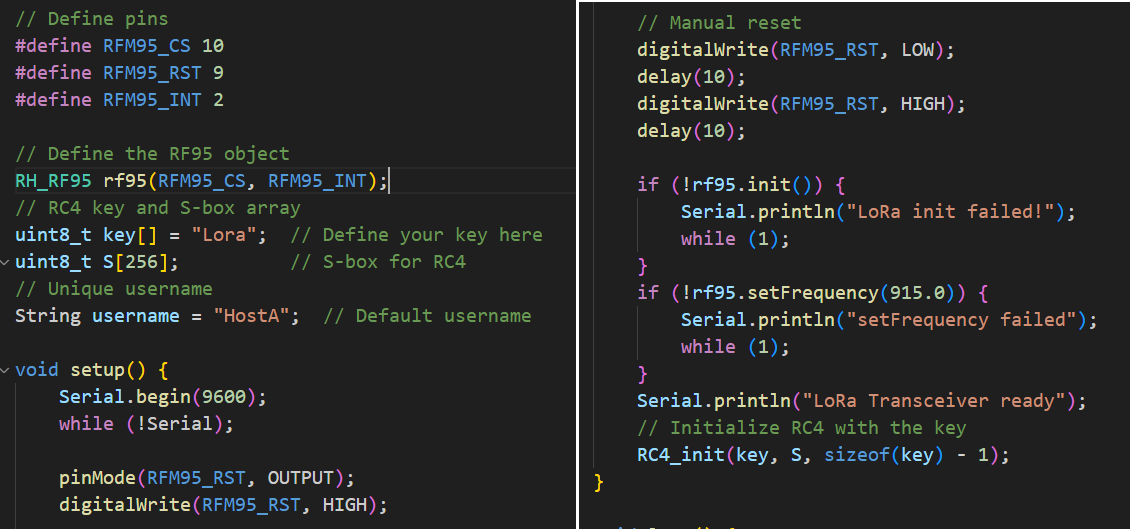 // Define pins
#define RFM95_CS 10
#define RFM95_RST 9
#define RFM95_INT 2
// Define the RF95 object
RH_RF95 rf95(RFM95_CS, RFM95_INT);
// RC4 key and S-box array
uint8_t key[] = "Lora";  // Define your key here
uint8_t S[256];          // S-box for RC4
// Unique username
String username = "HostA";  // Default username
void setup() {
    Serial.begin(9600);
    while (!Serial);
    pinMode(RFM95_RST, OUTPUT);
    digitalWrite(RFM95_RST, HIGH);
    // Manual reset
    digitalWrite(RFM95_RST, LOW);
    delay(10);
    digitalWrite(RFM95_RST, HIGH);
    delay(10);
    if (!rf95.init()) {
        Serial.println("LoRa init failed!");
        while (1);
    }
    if (!rf95.setFrequency(915.0)) {
        Serial.println("setFrequency failed");
        while (1);
    }
    Serial.println("LoRa Transceiver ready");
    // Initialize RC4 with the key
    RC4_init(key, S, sizeof(key) - 1);
}